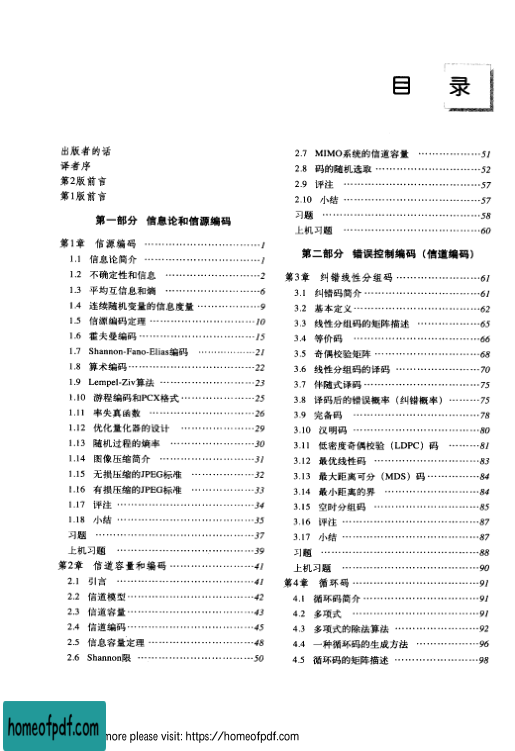 目 录
出版者的话
译者序
第2版前言
第1版前言
第一部分 信息论和信源编码
第1章 信源编码 ……1
1.1 信息论简介 ……1
1.2 不确定性和信息 ……2
1.3 平均互信息和熵 ……6
1.4 连续随机变量的信息度量 ……9
1.5 信源编码定理 ……10
1.6 霍夫曼编码 ……15
1.7 Shannon-Fano-Elias编码 ……21
1.8 算术编码 ……22
1.9 Lempel-Ziv算法 ……23
1.10 游程编码和PCX格式 ……25
1.11 率失真函数 ……26
1.12 优化量化器的设计 ……29
1.13 随机过程的熵率 ……30
1.14 图像压缩简介 ……31
1.15 无损压缩的JPEG标准 ……32
1.16 有损压缩的JPEG标准 ……33
1.17 评注 ……34
1.18 小结 ……35
习题 ……37
上机习题 ……39
第2章 信道容量和编码 ……41
2.1 引言 ……41
2.2 信道模型 ……42
2.3 信道容量 ……43
2.4 信道编码 ……45
2.5 信息容量定理 ……48
2.6 Shannon限 ……50
2.7 MIMO系统的信道容量 ……51
2.8 码的随机选取 ……52
2.9 评注 ……57
2.10 小结 ……57
习题 ……58
上机习题 ……60
第二部分 错误控制编码（信道编码）
第3章 纠错线性分组码 ……61
3.1 纠错码简介 ……61
3.2 基本定义 ……62
3.3 线性分组码的矩阵描述 ……65
3.4 等价码 ……66
3.5 奇偶校验矩阵 ……68
3.6 线性分组码的译码 ……70
3.7 伴随式译码 ……75
3.8 译码后的错误概率（纠错概率） ……75
3.9 完备码 ……78
3.10 汉明码 ……80
3.11 低密度奇偶校验（LDPC）码 ……81
3.12 最优线性码 ……83
3.13 最大距离可分（MDS）码 ……84
3.14 最小距离的界 ……84
3.15 空时分组码 ……85
3.16 评注 ……87
3.17 小结 ……87
习题 ……88
上机习题 ……90
第4章 循环码 ……91
4.1 循环码简介 ……91
4.2 多项式 ……91
4.3 多项式的除法算法 ……92
4.4 一种循环码的生成方法 ……96
4.5 循环码的矩阵描述 ……98
homeofpdf.com
more please visit: https://homeofpdf.com